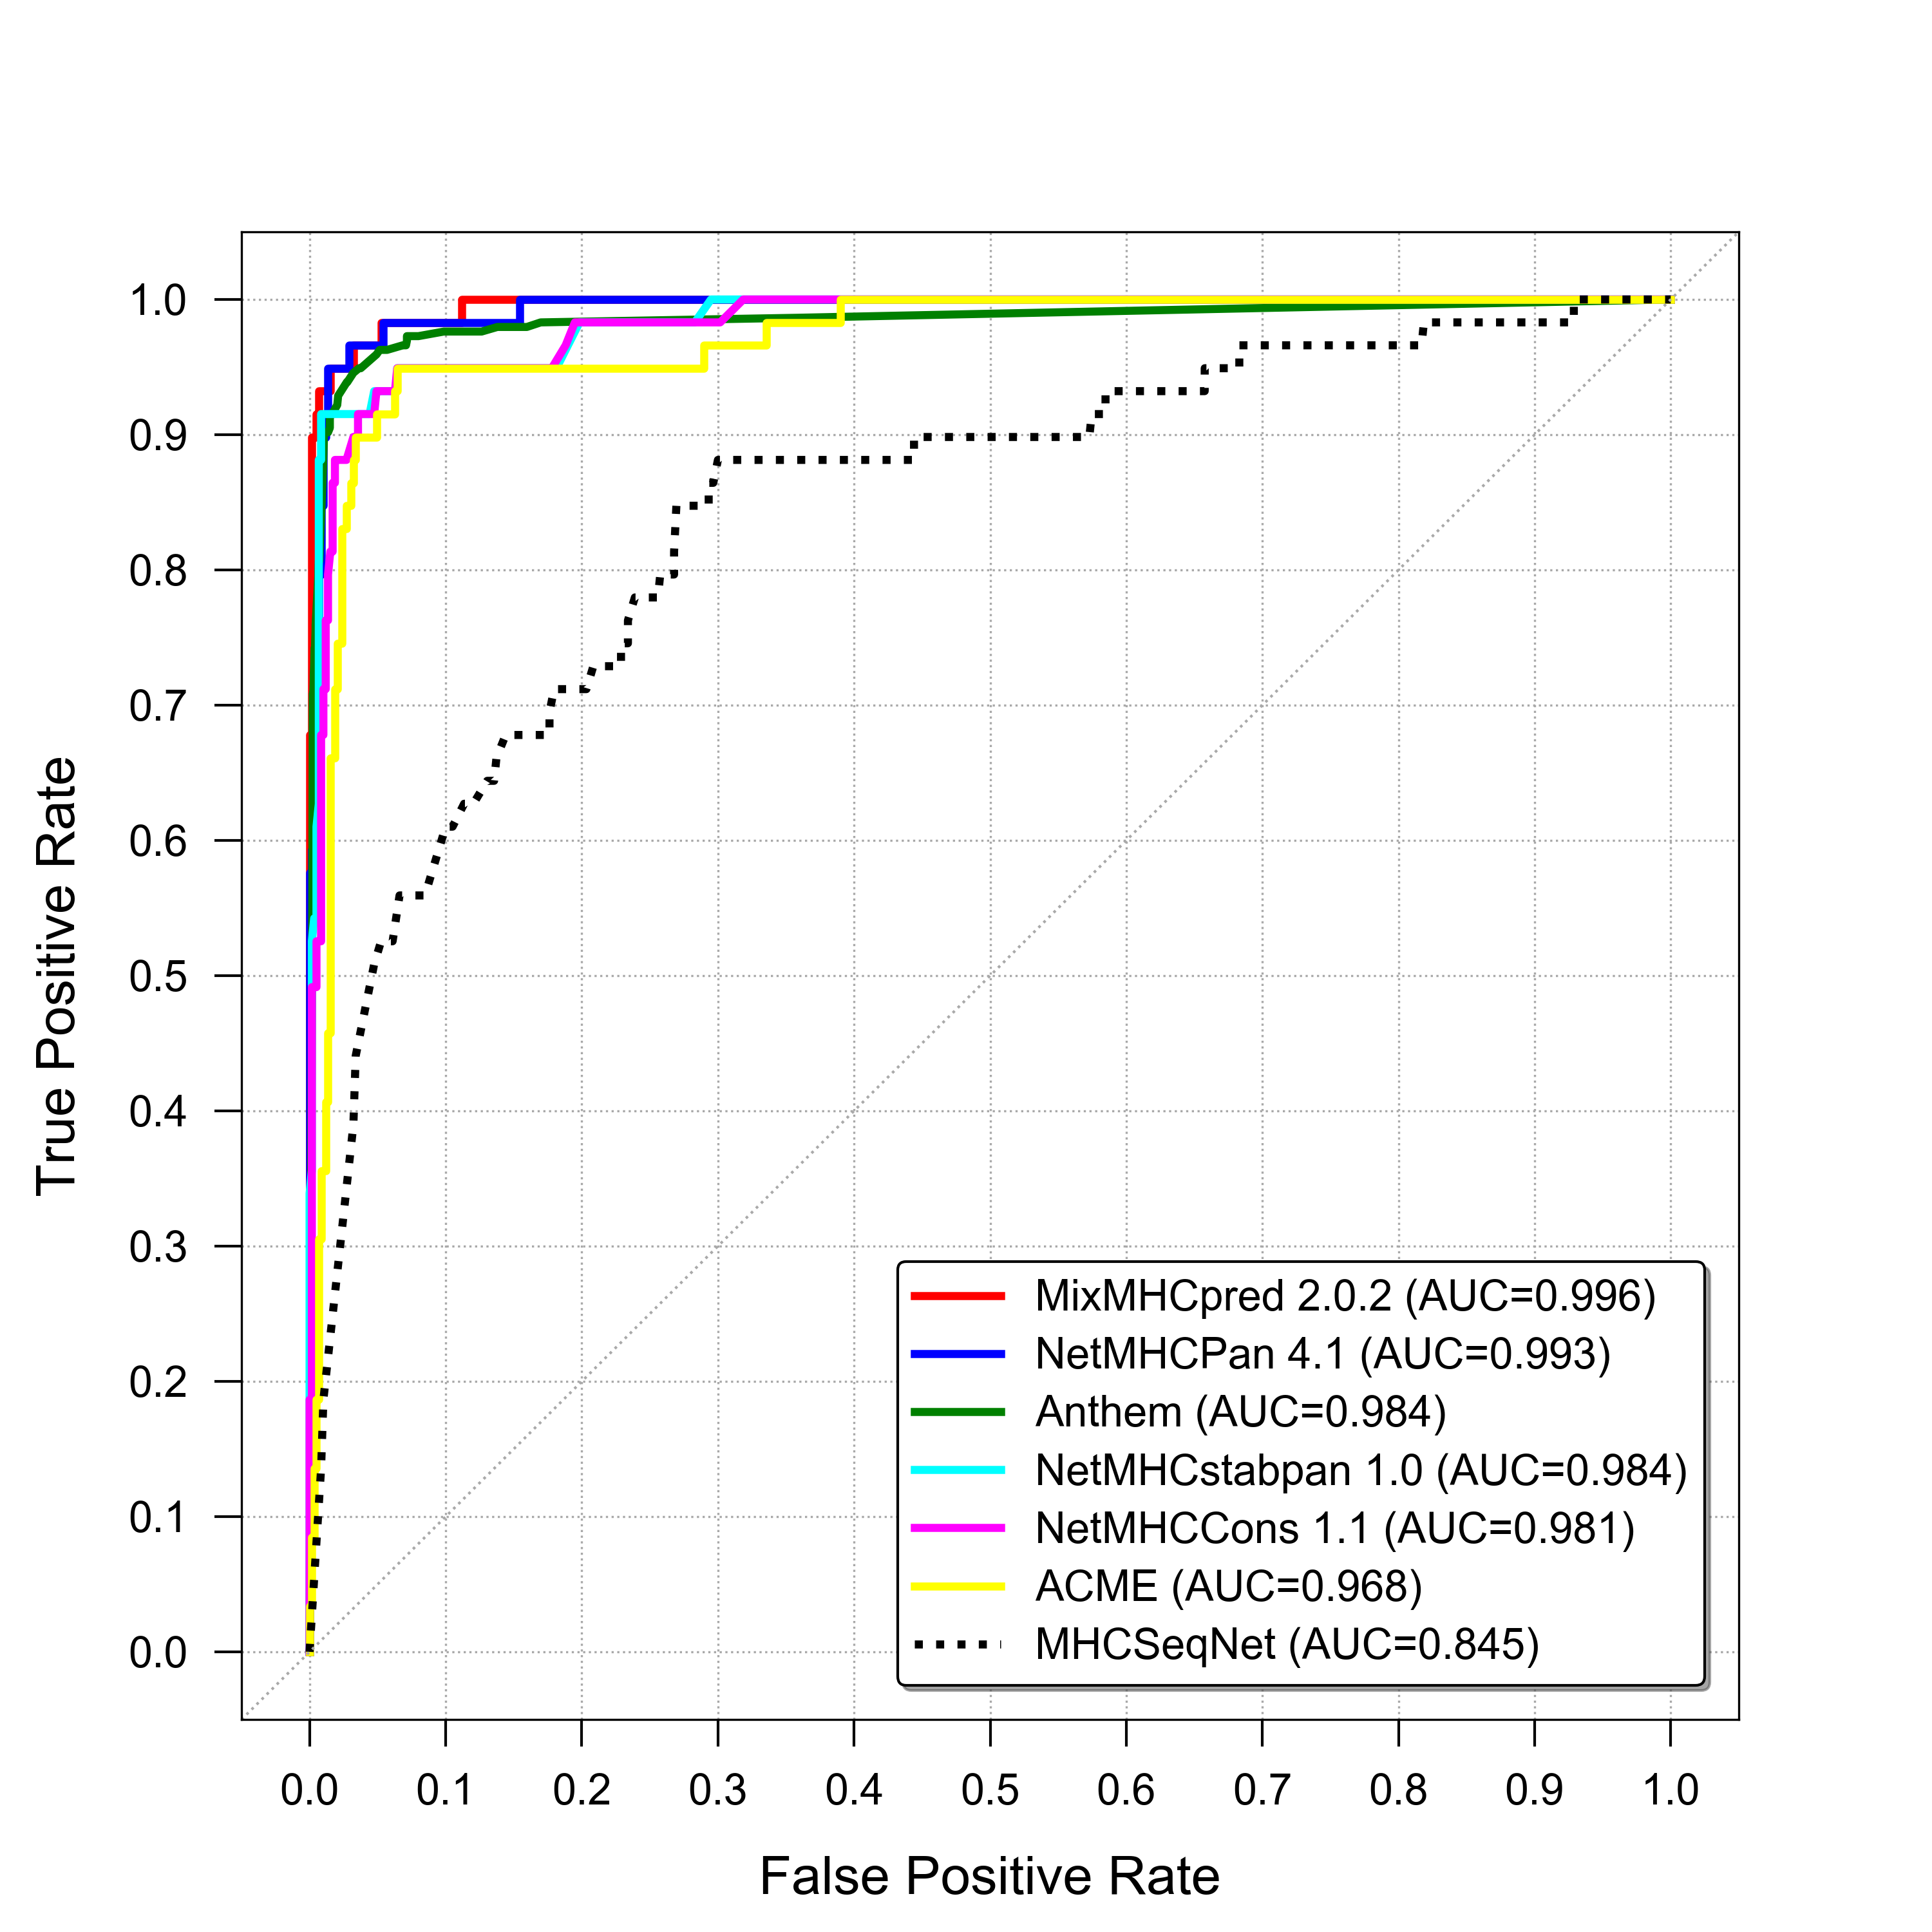 1.0
0.9
0.8
0.7
0.6
0.5
0.4
0.3
0.2
0.1
0.0
True Positive Rate
MixMHCpred 2.0.2 (AUC=0.996)
NetMHCPan 4.1 (AUC=0.993)
Anthem (AUC=0.984)
NetMHCstabpan 1.0 (AUC=0.984)
NetMHCCons 1.1 (AUC=0.981)
ACME (AUC=0.968)
MHCSeqNet (AUC=0.845)
0.0 0.1 0.2 0.3 0.4 0.5 0.6 0.7 0.8 0.9 1.0
False Positive Rate